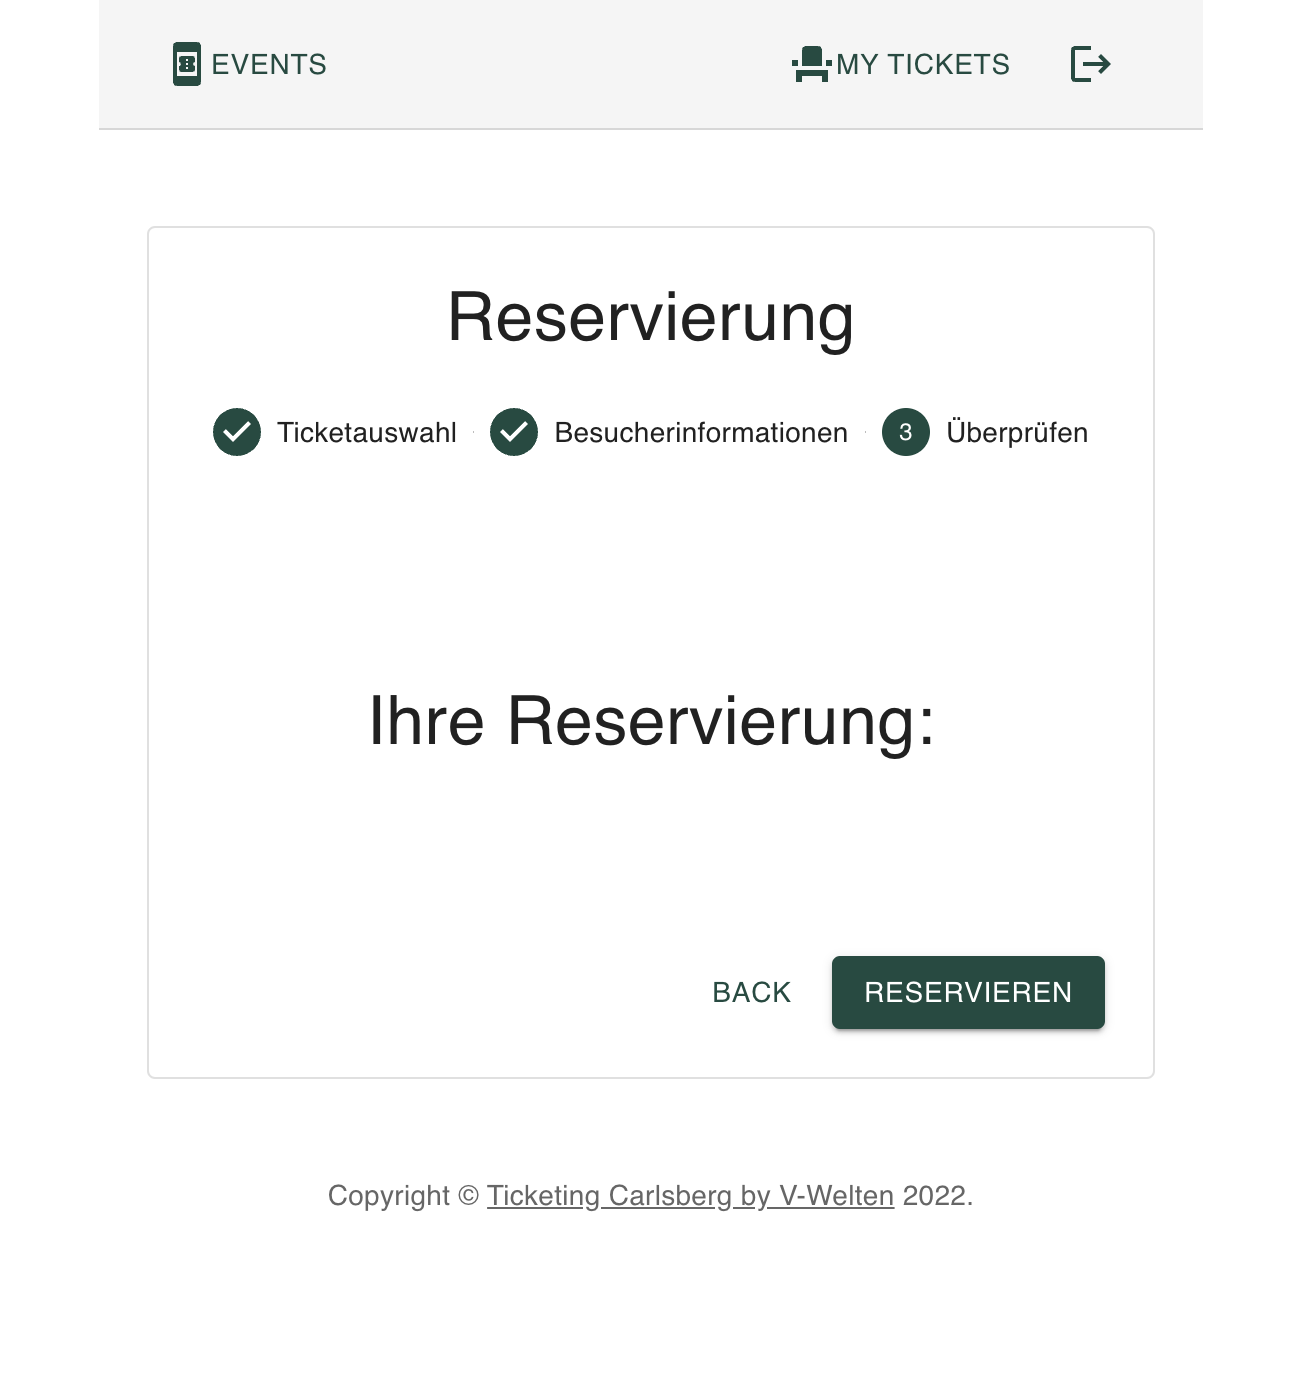 EVENTS MY TICKETS
Reservierung
Ticketauswahl Besucherinformationen 3 Überprüfen
Ihre Reservierung:
BACK RESERVIEREN
Copyright © Ticketing Carlsberg by V-Welten 2022.